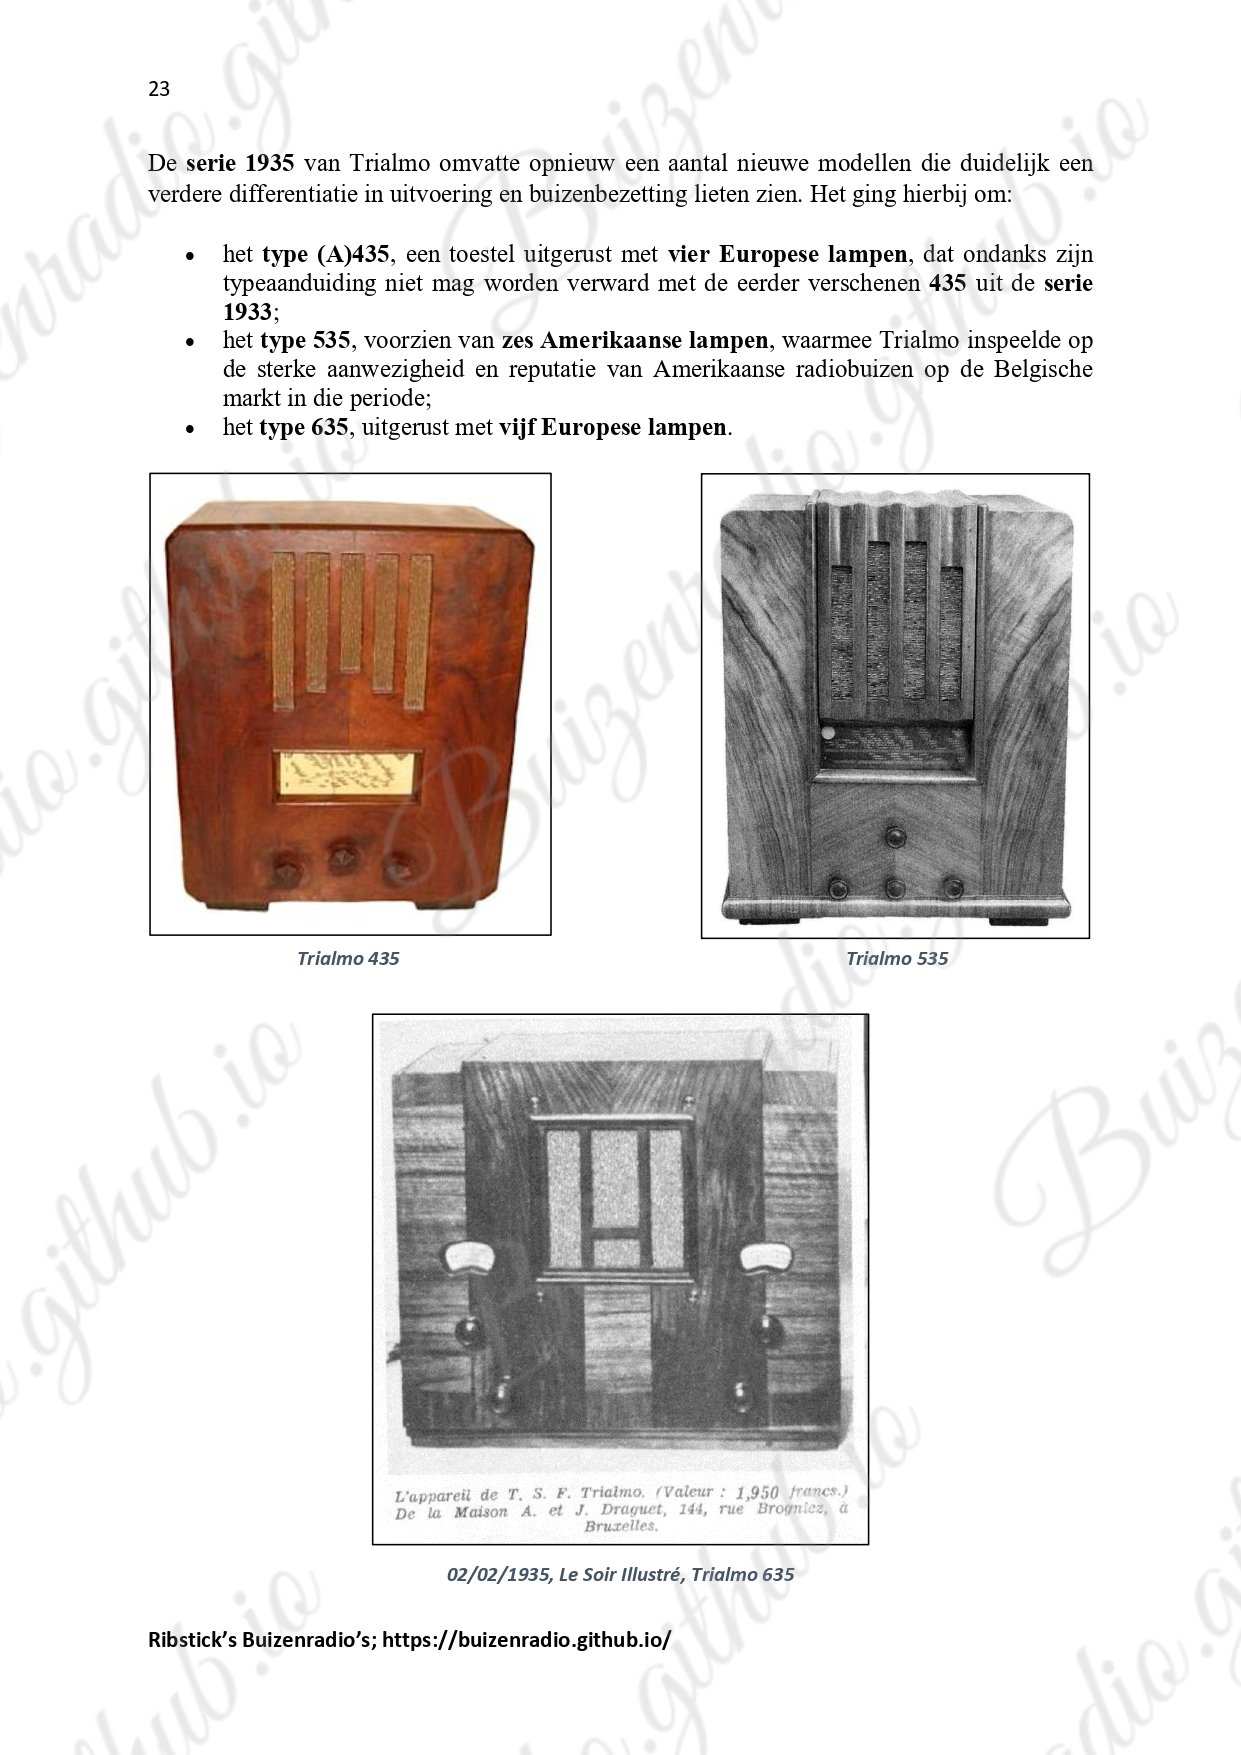 23
De serie 1935 van Trialmo omvatte opnieuw een aantal nieuwe modellen die duidelijk een
verdere differentiatie in uitvoering en buizenbezetting lieten zien. Het ging hierbij om:
• het type (A)435, een toestel uitgerust met vier Europese lampen, dat ondanks zijn
typeaanduiding niet mag worden verward met de eerder verschenen 435 uit de serie
1933;
• het type 535, voorzien van zes Amerikaanse lampen, waarmee Trialmo inspeelde op
de sterke aanwezigheid en reputatie van Amerikaanse radiobuizen op de Belgische
markt in die periode;
• het type 635, uitgerust met vijf Europese lampen.
Trialmo 435
Trialmo 535
L'appareil de T. S. F. Trialmo. (Valeur : 1,950 francs.)
De la Maison A. et J. Draguet, 144, rue Brogniez, à
Bruxelles.
02/02/1935, Le Soir Illustré, Trialmo 635
Ribstick's Buizenradio's; https://buizenradio.github.io/
Buizenradio.github.io